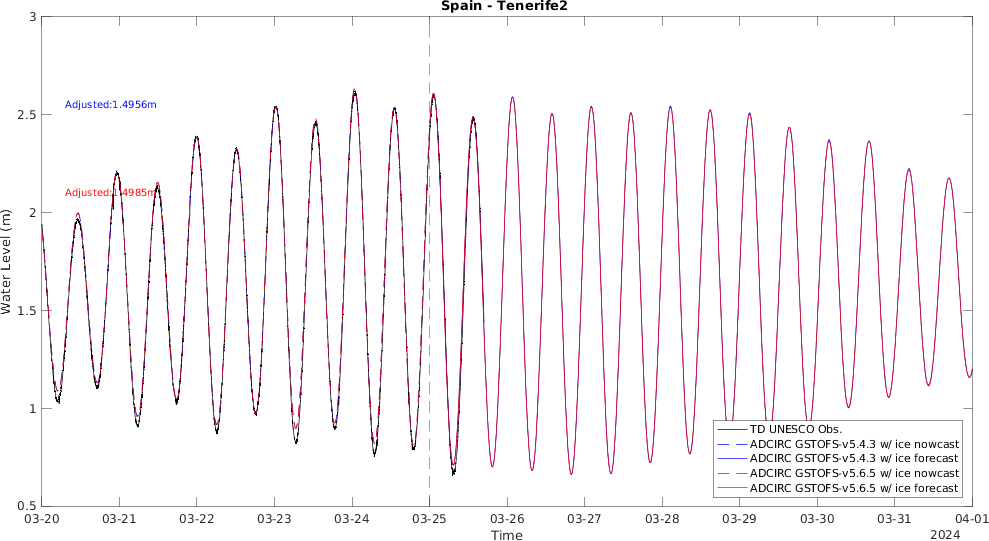 Spain - Tenerife2
3
2.5
2
1.5
1
0.5
Water Level (m)
Adjusted:1.4956m
Adjusted:1.4985m
TD UNESCO Obs.
ADCIRC GSTOFS-v5.4.3 w/ ice nowcast
ADCIRC GSTOFS-v5.4.3 w/ ice forecast
ADCIRC GSTOFS-v5.6.5 w/ ice nowcast
ADCIRC GSTOFS-v5.6.5 w/ ice forecast
03-20 03-21 03-22 03-23 03-24 03-25 03-26 03-27 03-28 03-29 03-30 03-31 04-01
Time
2024